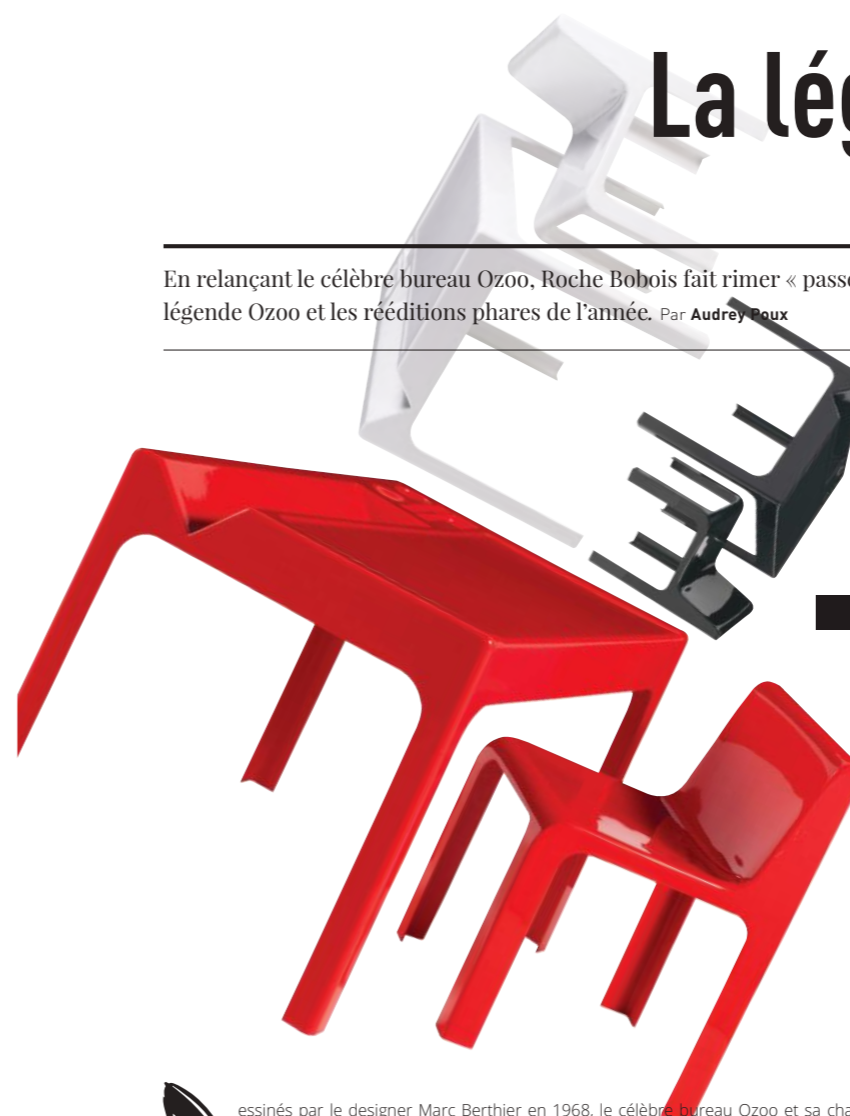 La lég
En relançant le célèbre bureau Ozoo, Roche Bobois fait rimer « passé
légende Ozoo et les rééditions phares de l’année. Par Audrey Poux
essinés par le designer Marc Berthier en 1968, le célèbre bureau Ozoo et sa cha